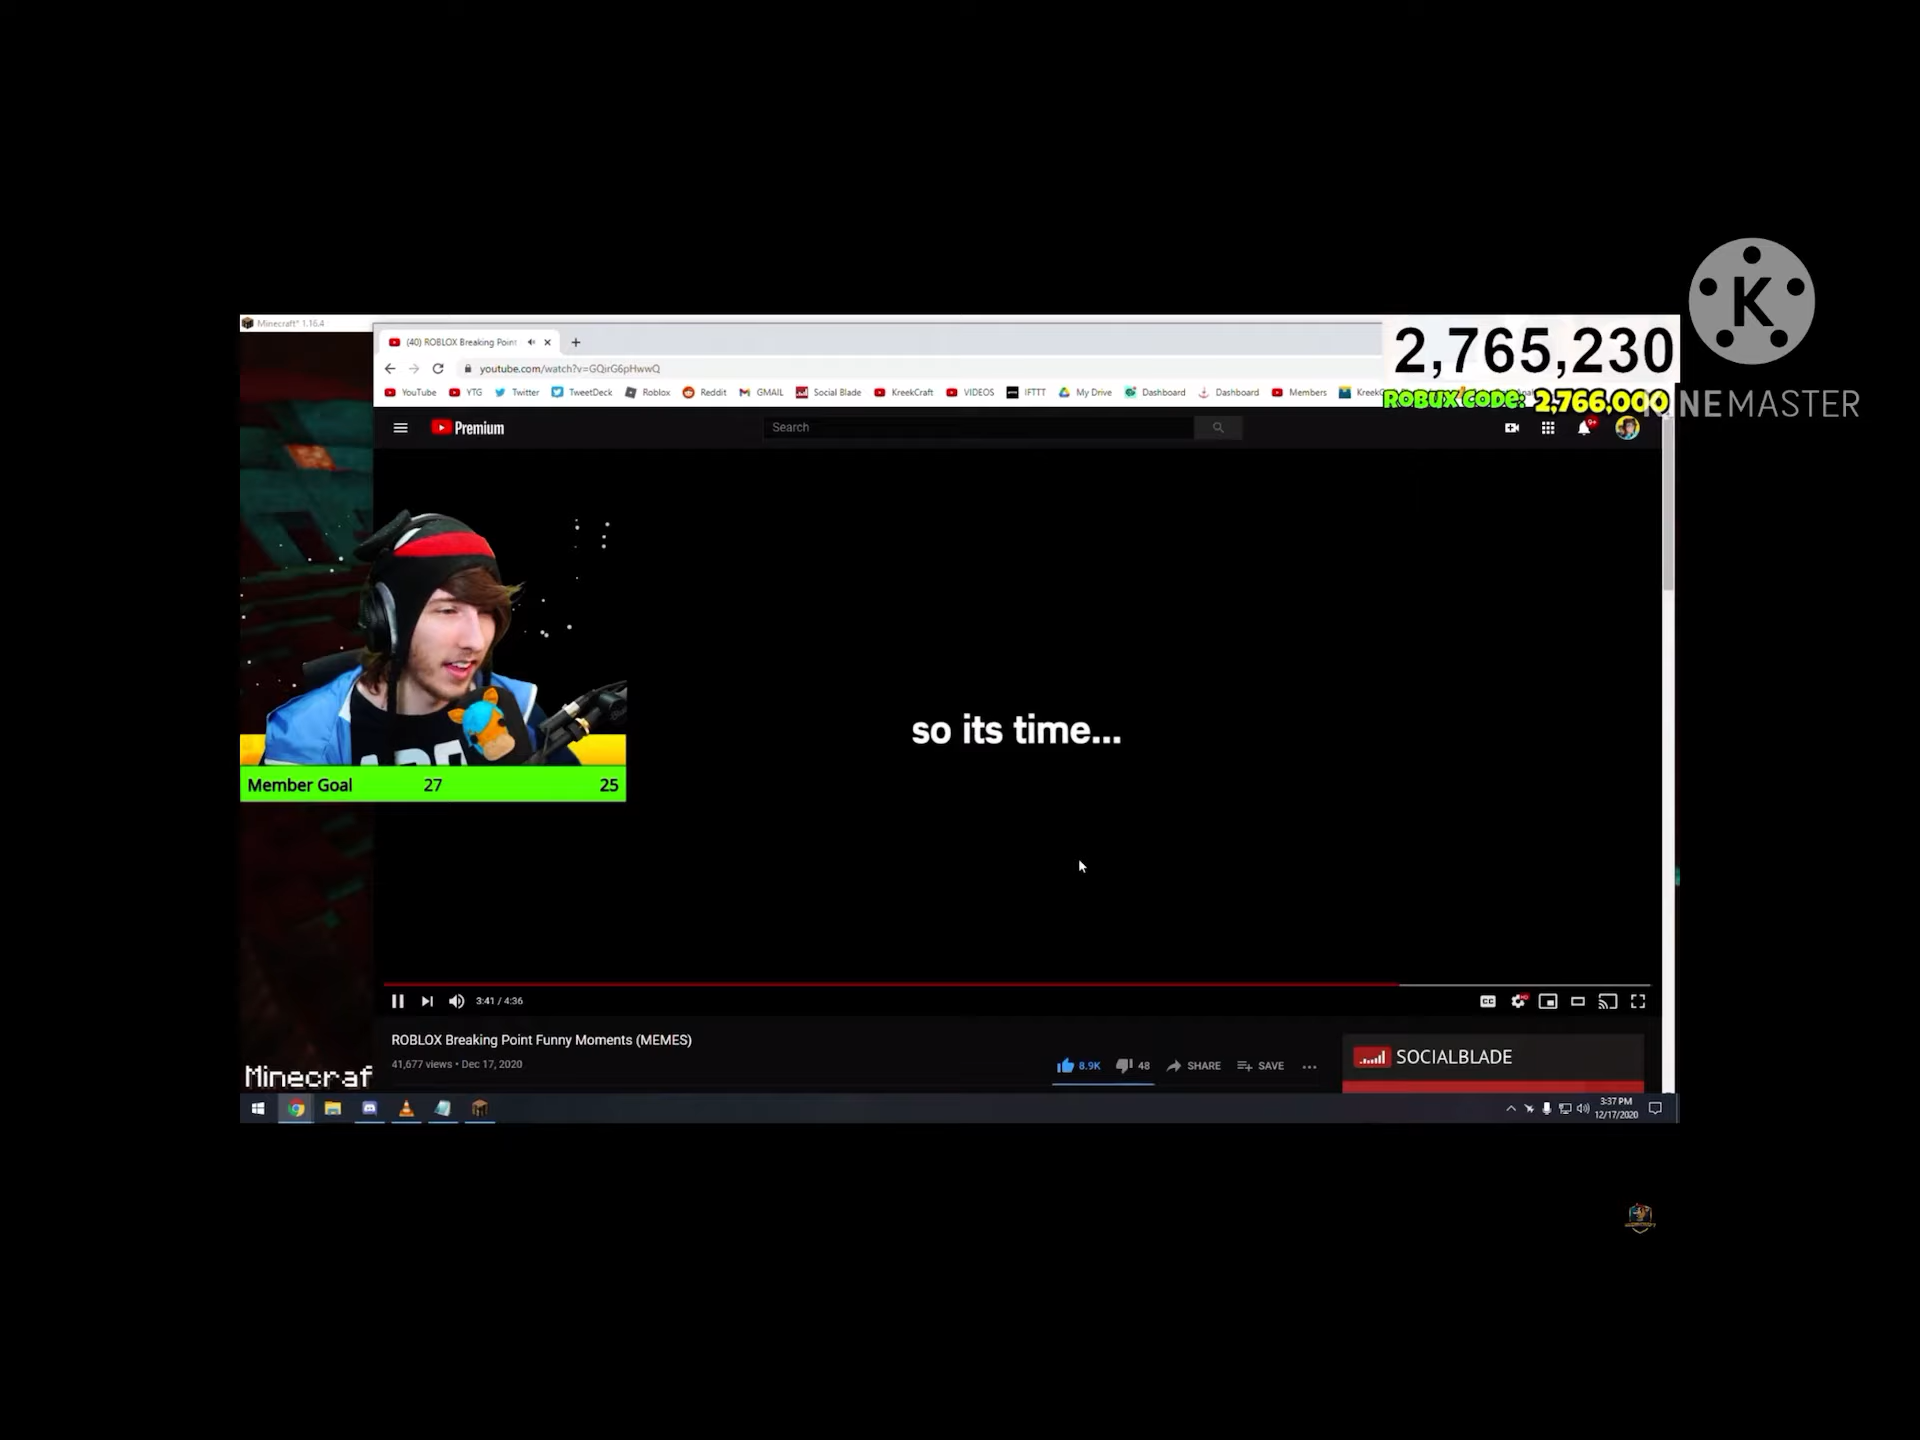 Minecraft* 1.16.4
(40) ROBLOX Breaking Point
2,765,230
youtube.com/watch?v=GQirG6pHwwQ
YouTube YTG Twitter TweetDeck Roblox Reddit GMAIL Social Blade KreekCraft VIDEOS IFTTT My Drive Dashboard Dashboard Members
ROBUX CODE: 2,766,000
K
NEMASTER
Premium
Search
9+
so its time...
Member Goal 27 25
3:41 / 4:36
CC
ROBLOX Breaking Point Funny Moments (MEMES)
41,677 views • Dec 17, 2020
8.9K 48 SHARE SAVE
SOCIALBLADE
Minecraf
3:37 PM
12/17/2020